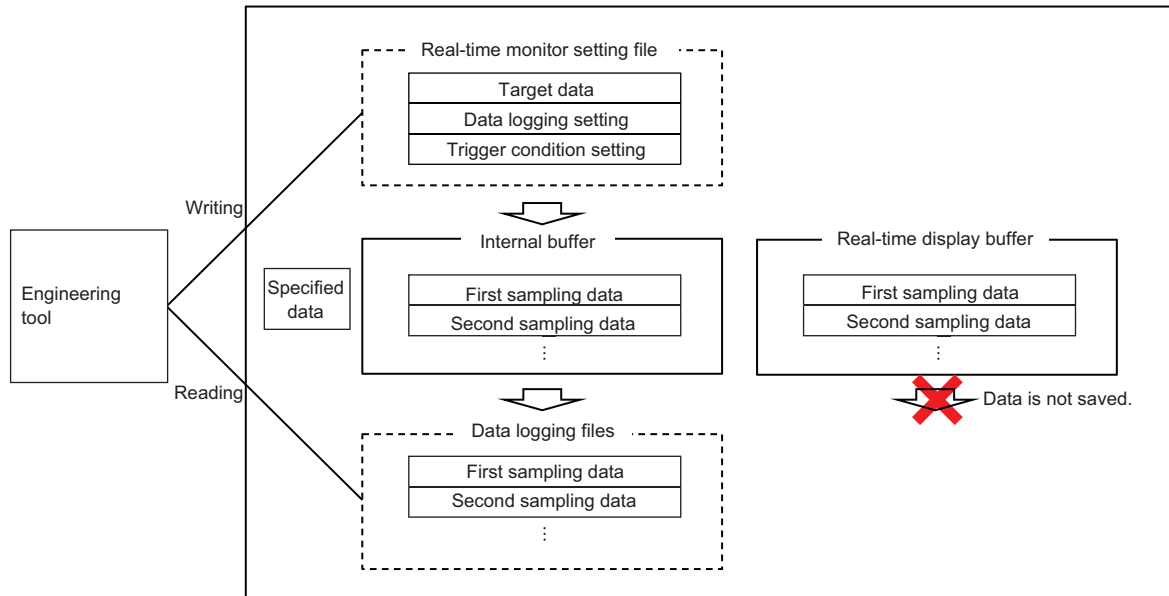 Real-time monitor setting file
Target data
Data logging setting
Trigger condition setting
Writing
Engineering
tool
Specified
data
Internal buffer
First sampling data
Second sampling data
⋮
Real-time display buffer
First sampling data
Second sampling data
⋮
Reading
Data is not saved.
Data logging files
First sampling data
Second sampling data
⋮